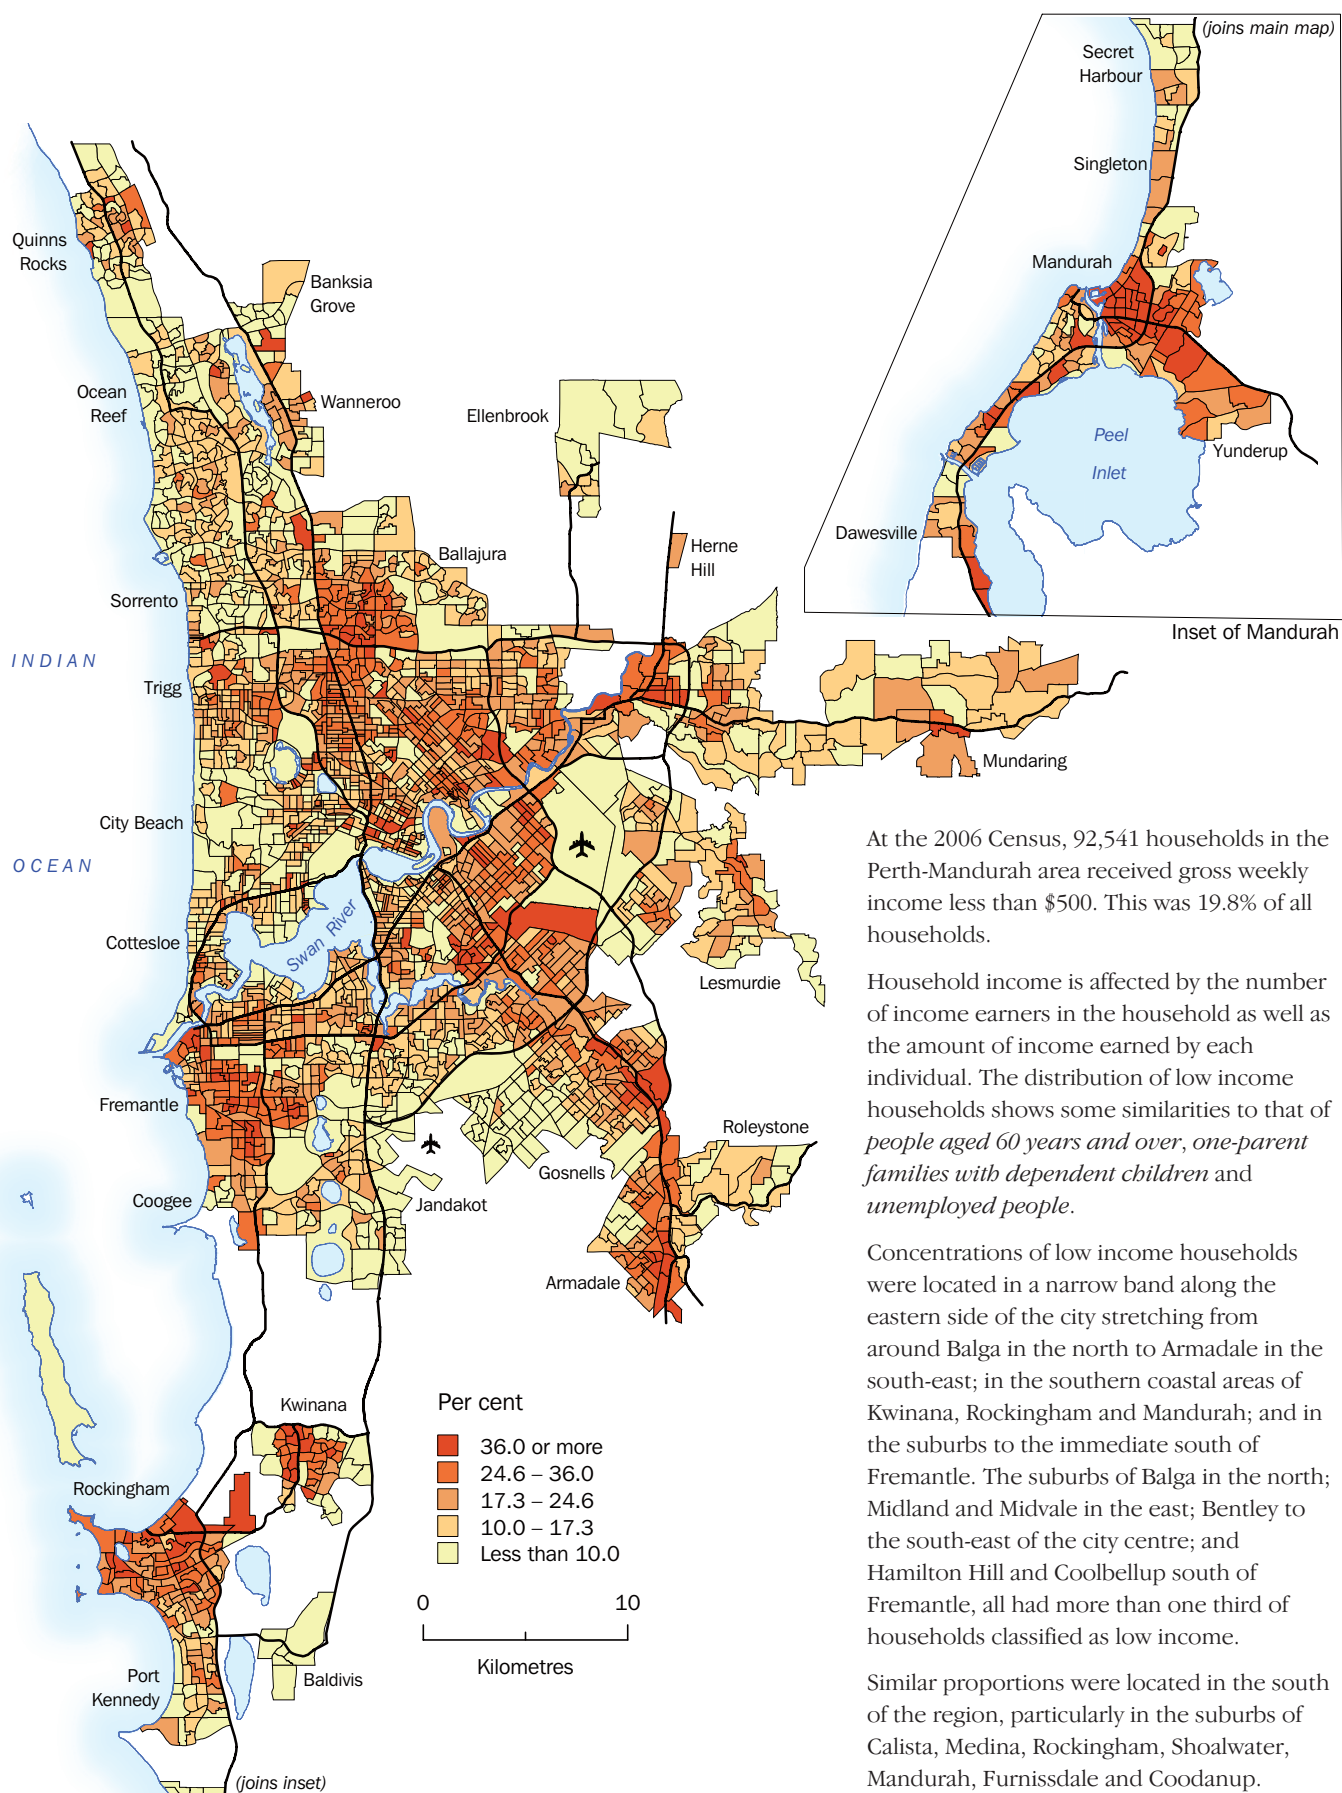 (joins main map)
Secret
Harbour
Singleton
Mandurah
Peel
Inlet
Yunderup
Dawesville
Inset of Mandurah
Quinns
Rocks
Banksia
Grove
Ocean
Reef
Wanneroo
Ellenbrook
Ballajura
Herne
Hill
Sorrento
INDIAN
Trigg
Mundaring
City Beach
OCEAN
Cottesloe
Swan River
Lesmurdie
Fremantle
Roleystone
Gosnells
Coogee
Jandakot
Armadale
Kwinana
Rockingham
Port
Kennedy
Baldivis
(joins inset)
Per cent
36.0 or more
24.6 – 36.0
17.3 – 24.6
10.0 – 17.3
Less than 10.0
0 10
Kilometres
At the 2006 Census, 92,541 households in the
Perth-Mandurah area received gross weekly
income less than $500. This was 19.8% of all
households.
Household income is affected by the number
of income earners in the household as well as
the amount of income earned by each
individual. The distribution of low income
households shows some similarities to that of
people aged 60 years and over, one-parent
families with dependent children and
unemployed people.
Concentrations of low income households
were located in a narrow band along the
eastern side of the city stretching from
around Balga in the north to Armadale in the
south-east; in the southern coastal areas of
Kwinana, Rockingham and Mandurah; and in
the suburbs to the immediate south of
Fremantle. The suburbs of Balga in the north;
Midland and Midvale in the east; Bentley to
the south-east of the city centre; and
Hamilton Hill and Coolbellup south of
Fremantle, all had more than one third of
households classified as low income.
Similar proportions were located in the south
of the region, particularly in the suburbs of
Calista, Medina, Rockingham, Shoalwater,
Mandurah, Furnissdale and Coodanup.